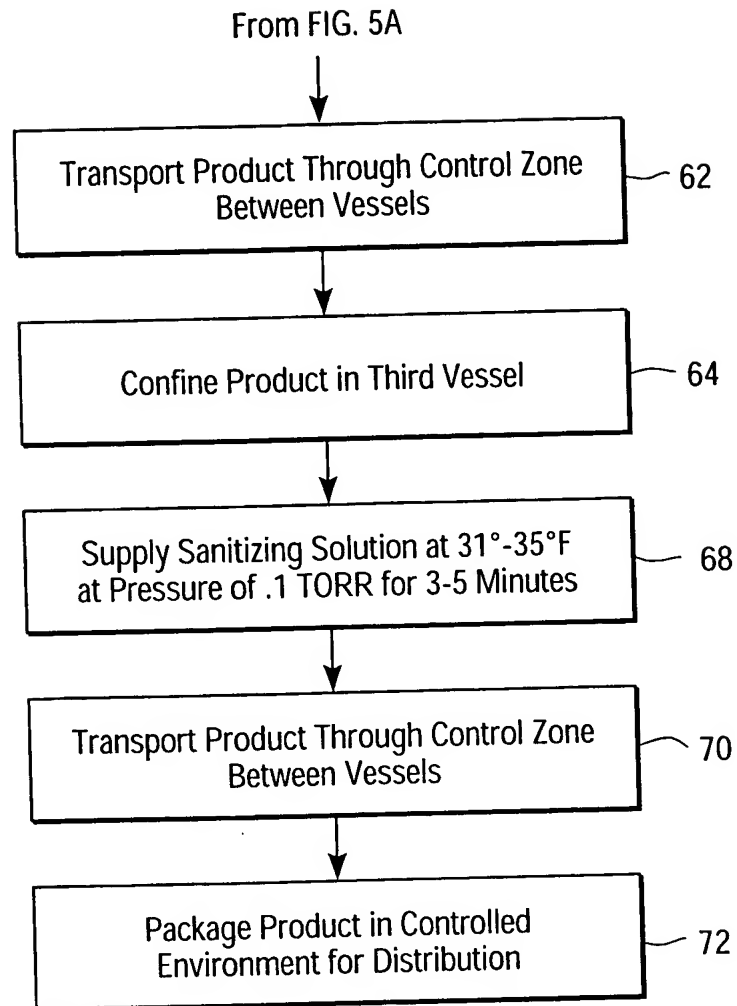 From FIG. 5A
Transport Product Through Control Zone
Between Vessels
62
Confine Product in Third Vessel
64
Supply Sanitizing Solution at 31°-35°F
at Pressure of .1 TORR for 3-5 Minutes
68
Transport Product Through Control Zone
Between Vessels
70
Package Product in Controlled
Environment for Distribution
72